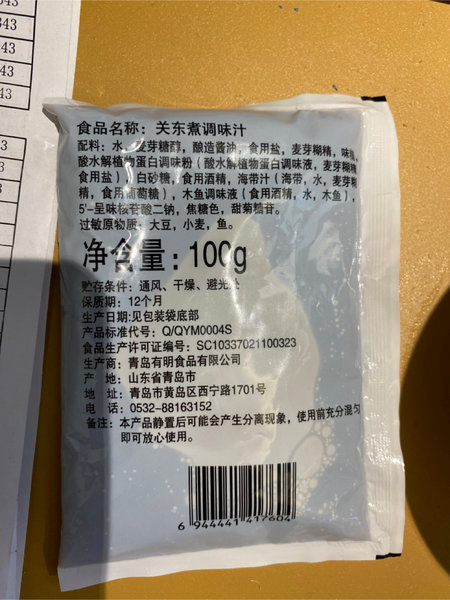 343
343
343
343
食品名称：关东煮调味汁
配料：水，麦芽糖醇，酿造酱油，食用盐，麦芽糊精，味精，
酸水解植物蛋白调味粉（酸水解植物蛋白调味液，麦芽糊精，
食用盐），白砂糖，食用酒精，海带汁（海带，水，麦芽糊
精，食用葡萄糖），木鱼调味液（食用酒精，水，木鱼），
5'-呈味核苷酸二钠，焦糖色，甜菊糖苷。
过敏原物质：大豆，小麦，鱼。
净含量：100g
贮存条件：通风、干燥、避光处
保质期：12个月
生产日期：见包装袋底部
产品标准代号：Q/QYM0004S
食品生产许可证编号：SC10337021100323
生产商：青岛有明食品有限公司
产 地：山东省青岛市
地 址：青岛市黄岛区西宁路1701号
电 话：0532-88163152
备注：本产品静置后可能会产生分离现象，使用前充分混匀
即可放心使用。
6 944441 417604